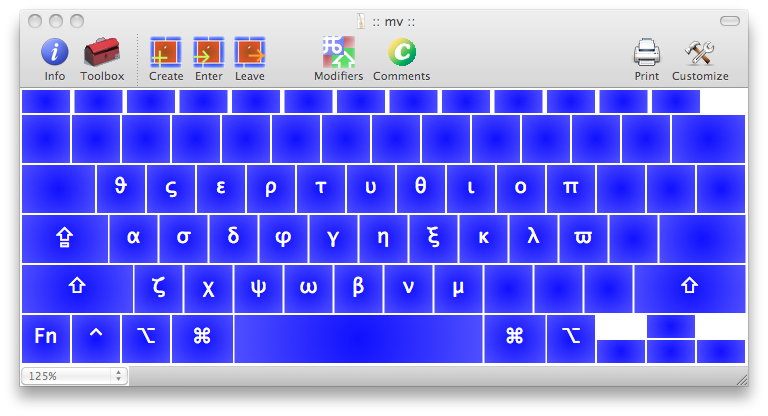 :: mv ::
Info Toolbox Create Enter Leave Modifiers Comments Print Customize
ϑ ς ε ρ τ υ θ ι ο π
⇪ α σ δ φ γ η ξ κ λ ϖ
⇧ ζ χ ψ ω β ν μ ⇧
Fn ^ ⌥ ⌘ ⌘ ⌥
125%